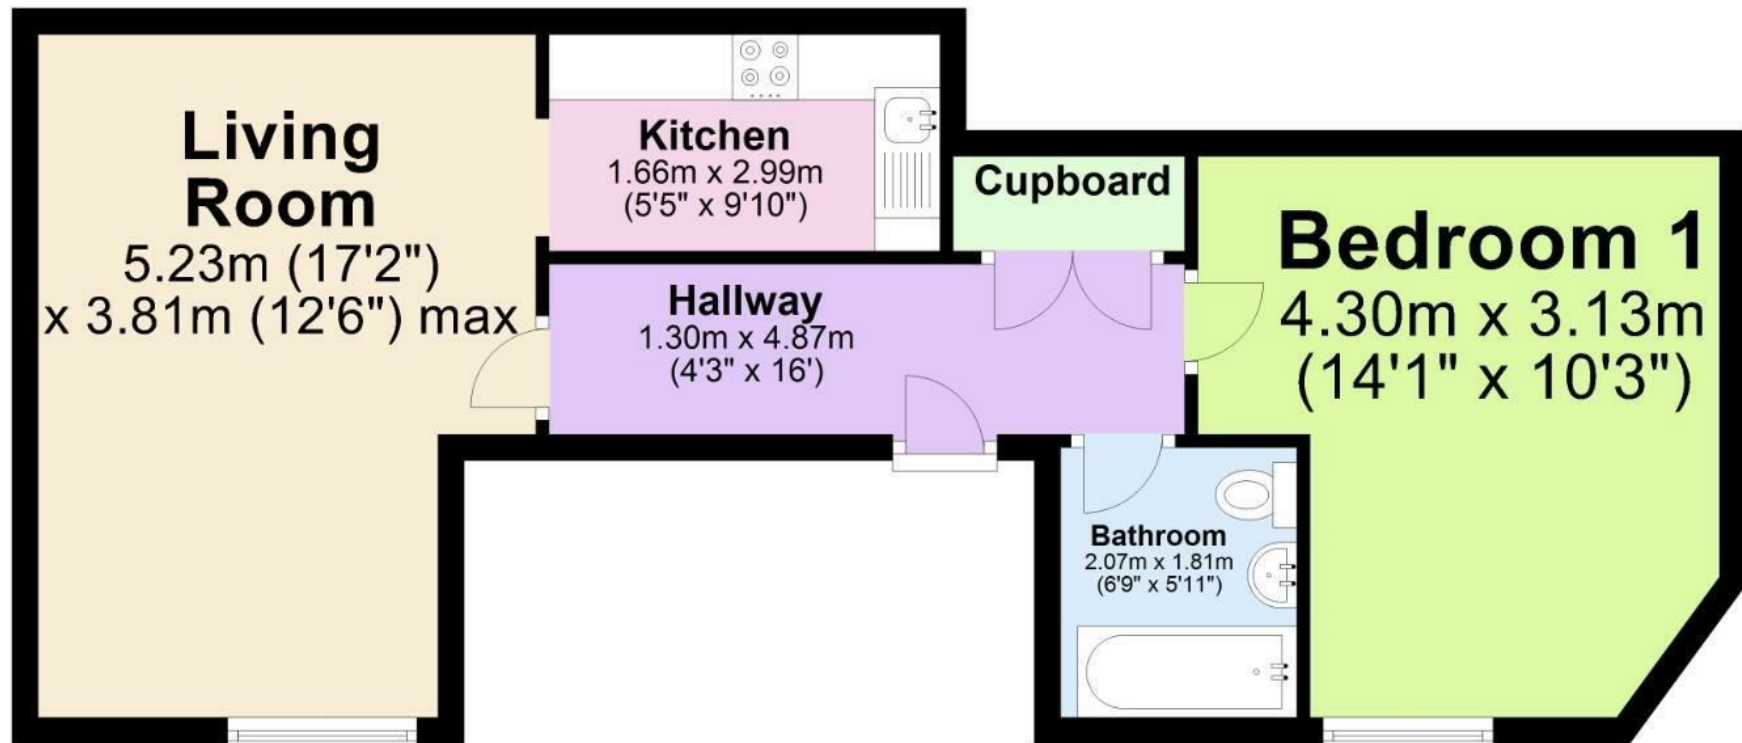 Living
Room
5.23m (17'2")
x 3.81m (12'6") max
Kitchen
1.66m x 2.99m
(5'5" x 9'10")
Cupboard
Hallway
1.30m x 4.87m
(4'3" x 16')
Bedroom 1
4.30m x 3.13m
(14'1" x 10'3")
Bathroom
2.07m x 1.81m
(6'9" x 5'11")